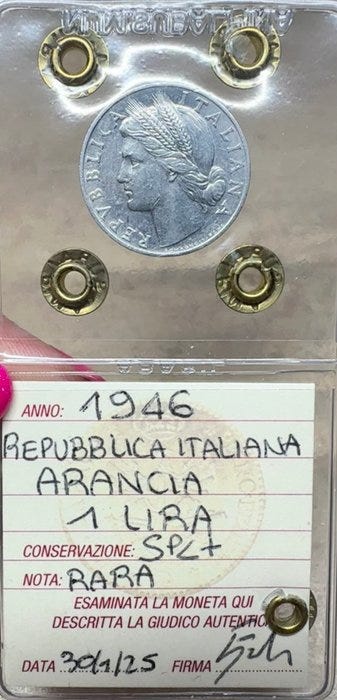 REPUBBLICA ITALIANA
ANNO: 1946
REPUBBLICA ITALIANA
ARANCIA
1 LIRA
CONSERVAZIONE: SPL+
NOTA: RARA
ESAMINATA LA MONETA QUI
DESCRITTA LA GIUDICO AUTENTIC
DATA 30/1/25 FIRMA